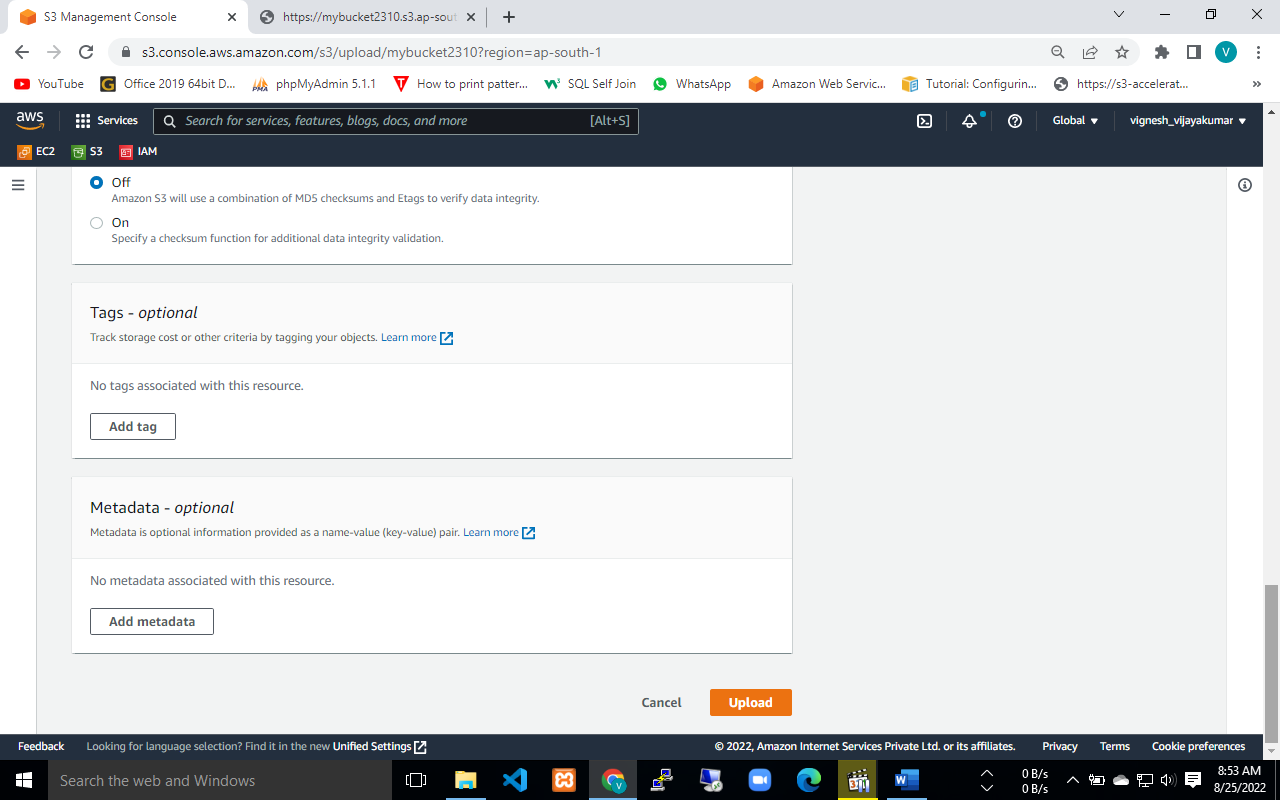 S3 Management Console
https://mybucket2310.s3.ap-sout
s3.console.aws.amazon.com/s3/upload/mybucket2310?region=ap-south-1
V
YouTube
Office 2019 64bit D...
phpMyAdmin 5.1.1
How to print patter...
SQL Self Join
WhatsApp
Amazon Web Servic...
Tutorial: Configurin...
https://s3-accelerat...
»
aws
Services
Search for services, features, blogs, docs, and more
[Alt+S]
Global
vignesh_vijayakumar
EC2
S3
IAM
Off
Amazon S3 will use a combination of MD5 checksums and Etags to verify data integrity.
On
Specify a checksum function for additional data integrity validation.
Tags - optional
Track storage cost or other criteria by tagging your objects. Learn more
No tags associated with this resource.
Add tag
Metadata - optional
Metadata is optional information provided as a name-value (key-value) pair. Learn more
No metadata associated with this resource.
Add metadata
Cancel
Upload
Feedback
Looking for language selection? Find it in the new Unified Settings
© 2022, Amazon Internet Services Private Ltd. or its affiliates.
Privacy
Terms
Cookie preferences
Search the web and Windows
0 B/s
0 B/s
8:53 AM
8/25/2022